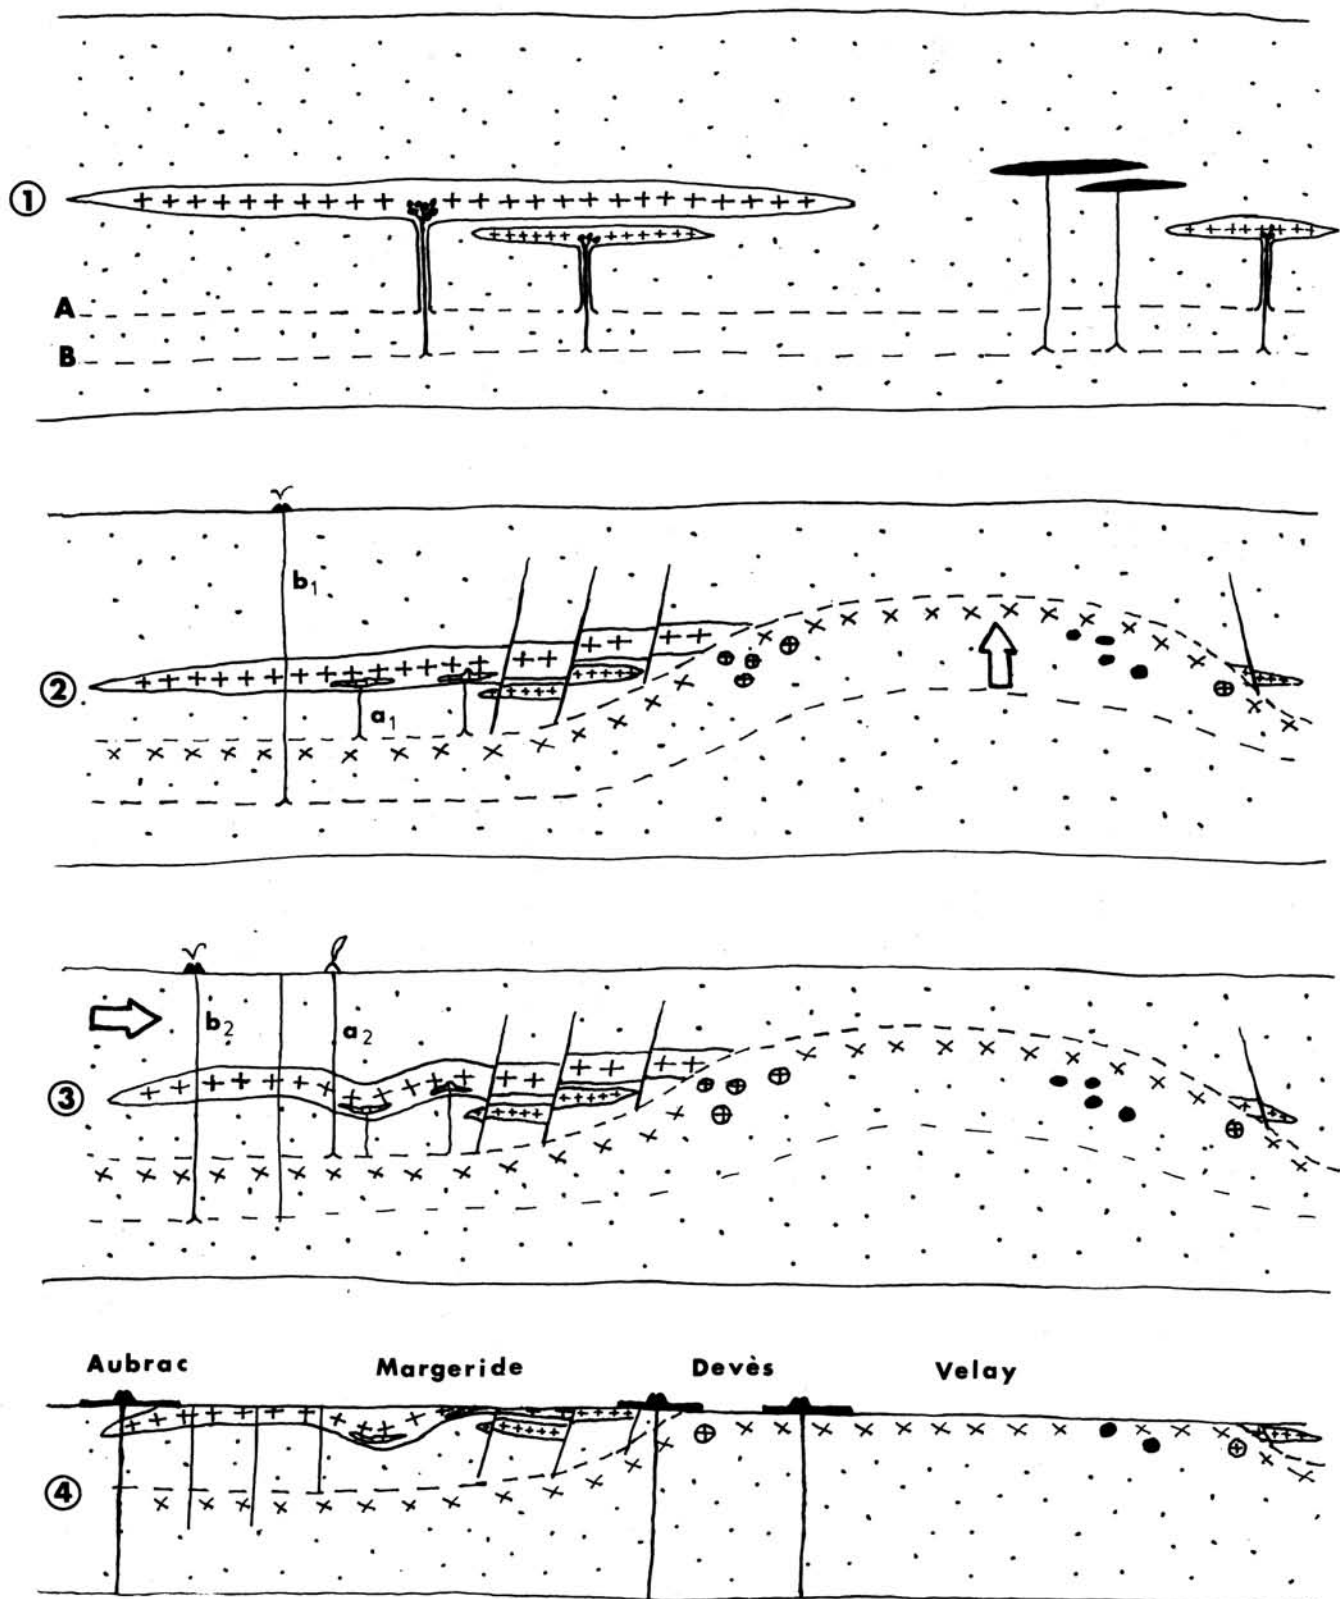 ①
A
B
②
b₁
a₁
③
b₂
a₂
Aubrac Margeride Devès Velay
④